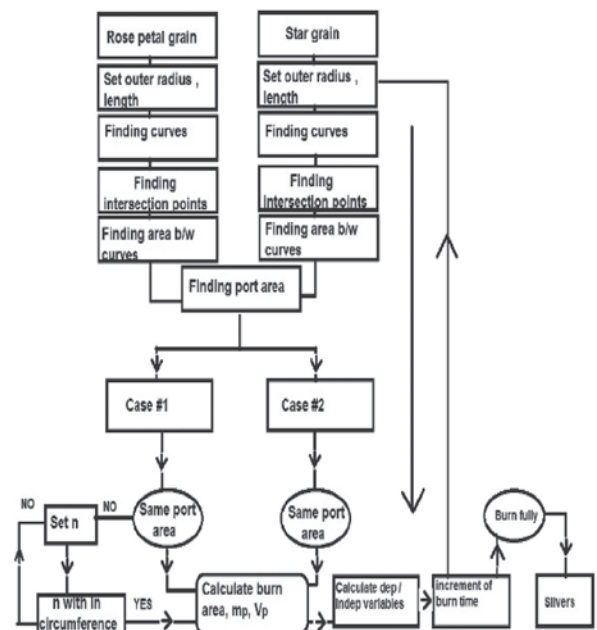 Rose petal grain
Star grain
Set outer radius ,
length
Set outer radius ,
length
Finding curves
Finding curves
Finding
intersection points
Finding
intersection points
Finding area b/w
curves
Finding area b/w
curves
Finding port area
Case #1
Case #2
NO
Set n
NO
Same port
area
Same port
area
Burn fully
n with in
circumference
YES
Calculate burn
area, mp, Vp
Calculate dep /
indep variables
Increment of
burn time
Slivers